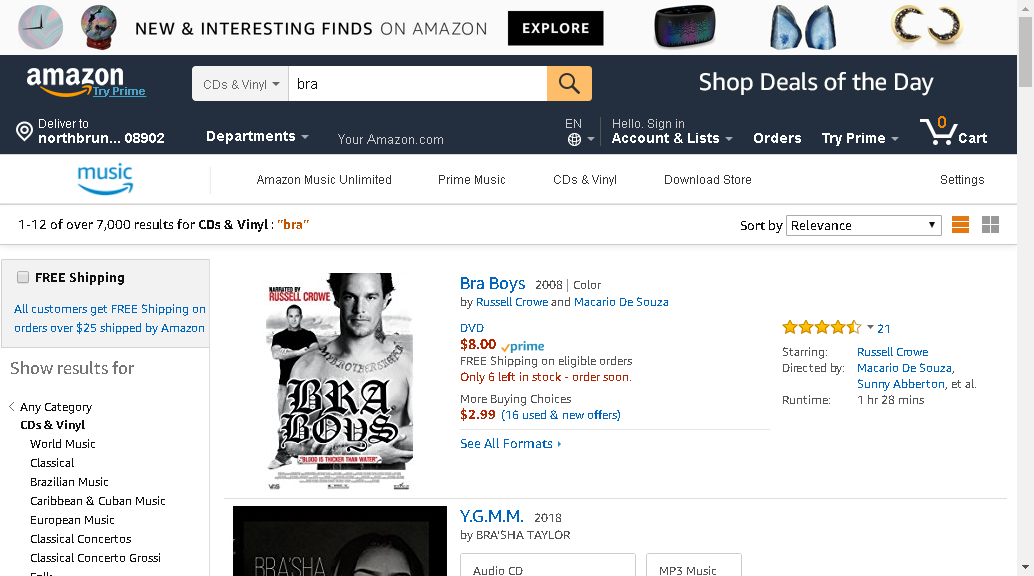 NEW & INTERESTING FINDS ON AMAZON EXPLORE
amazon
Try Prime
CDs & Vinyl bra
Shop Deals of the Day
Deliver to
northbrun... 08902
Departments
Your Amazon.com
EN
Hello. Sign in
Account & Lists
Orders
Try Prime
0
Cart
music
Amazon Music Unlimited Prime Music CDs & Vinyl Download Store Settings
1-12 of over 7,000 results for CDs & Vinyl : "bra"
Sort by Relevance
FREE Shipping
All customers get FREE Shipping on
orders over $25 shipped by Amazon
Show results for
Any Category
CDs & Vinyl
World Music
Classical
Brazilian Music
Caribbean & Cuban Music
European Music
Classical Concertos
Classical Concerto Grossi
Folk
NARRATED BY
RUSSELL CROWE
BROTHERSHOOD
BRA
BOYS
"BLOOD IS THICKER THAN WATER"
Bra Boys 2008 | Color
by Russell Crowe and Macario De Souza
DVD
$8.00 prime
FREE Shipping on eligible orders
Only 6 left in stock - order soon.
More Buying Choices
$2.99 (16 used & new offers)
See All Formats
21
Starring: Russell Crowe
Directed by: Macario De Souza,
Sunny Abberton, et al.
Runtime: 1 hr 28 mins
BRA'SHA
Y.G.M.M. 2018
by BRA'SHA TAYLOR
Audio CD
MP3 Music